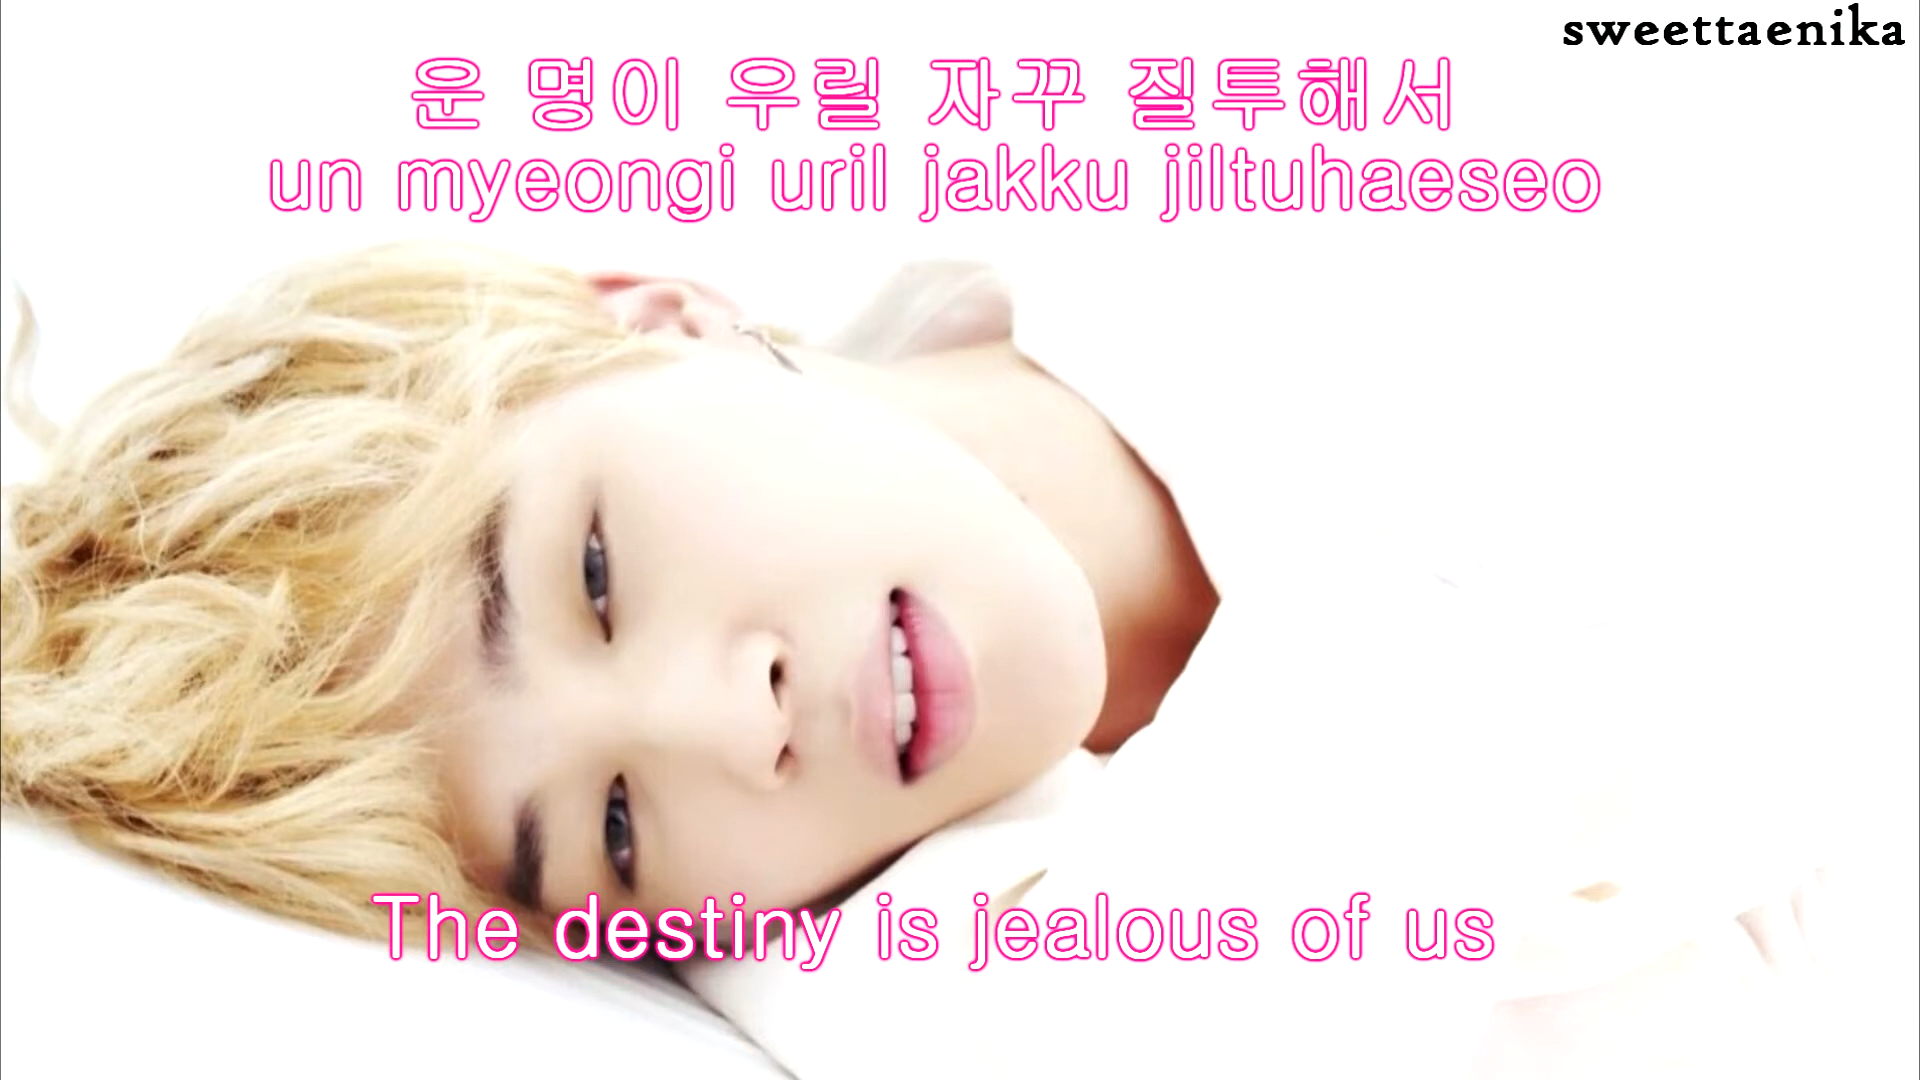 sweettaenika
운 명이 우릴 자꾸 질투해서
un myeongi uril jakku jiltuhaeseo
The destiny is jealous of us